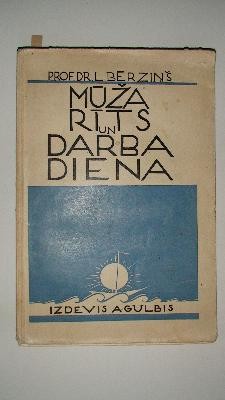 PROF.DR.L.BĒRZIŅŠ
MŪŽA
RĪTS
UN
DARBA
DIENA
IZDEVIS A.GULBIS